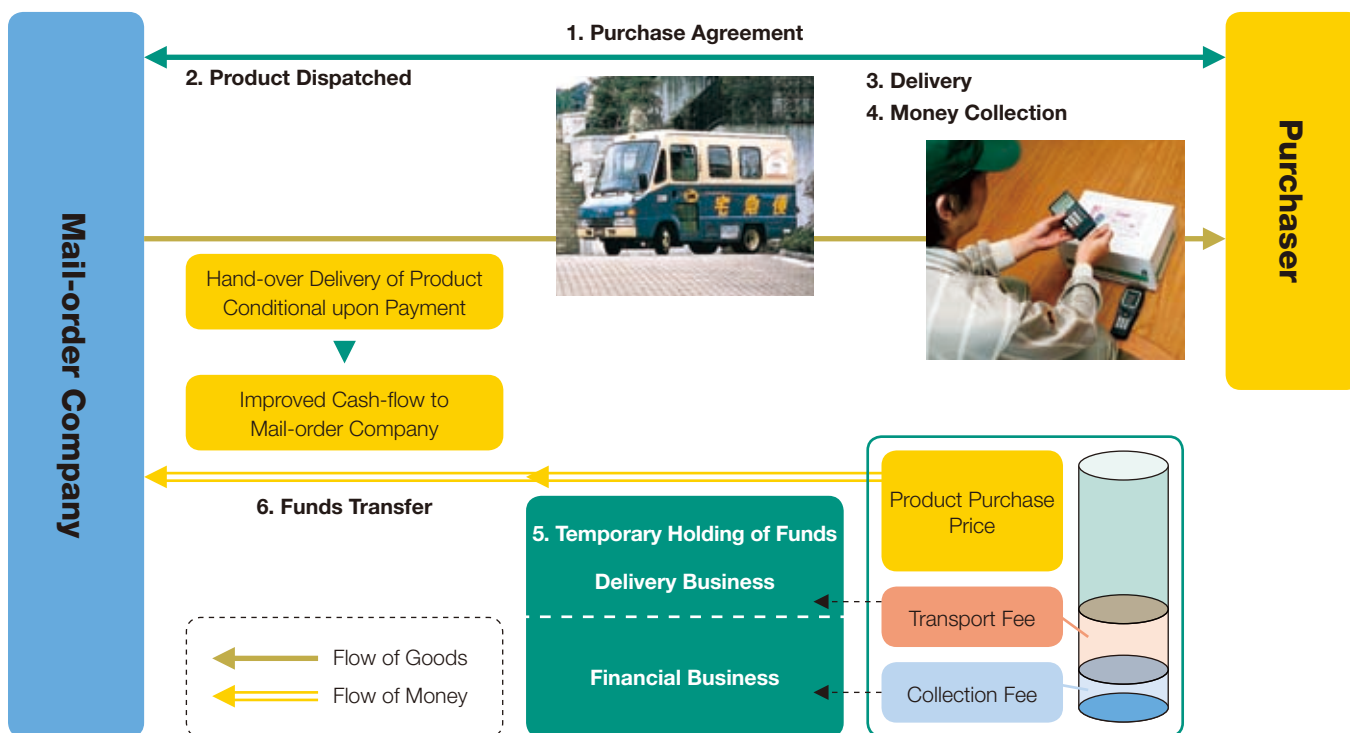 1. Purchase Agreement
2. Product Dispatched
3. Delivery
4. Money Collection
宅急便
Mail-order Company
Purchaser
Hand-over Delivery of Product
Conditional upon Payment
Improved Cash-flow to
Mail-order Company
6. Funds Transfer
5. Temporary Holding of Funds
Delivery Business
Financial Business
Product Purchase
Price
Transport Fee
Collection Fee
Flow of Goods
Flow of Money